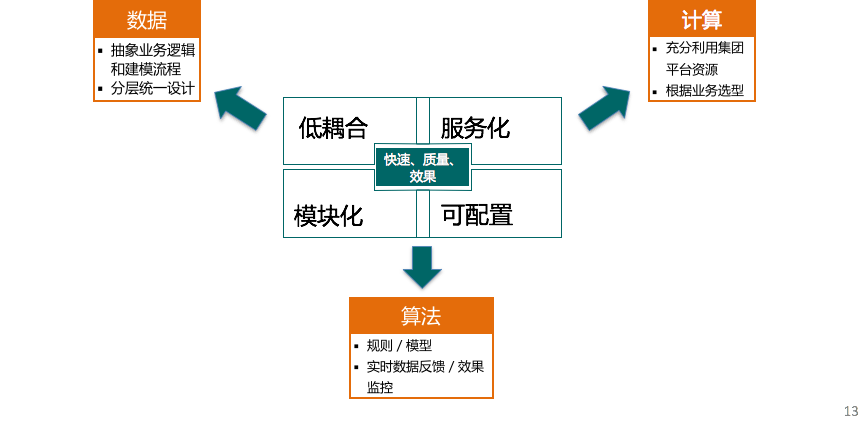 数据
▪ 抽象业务逻辑
和建模流程
▪ 分层统一设计
计算
▪ 充分利用集团
平台资源
▪ 根据业务选型
低耦合
服务化
快速、质量、
效果
模块化
可配置
算法
▪ 规则 / 模型
▪ 实时数据反馈 / 效果
监控
13